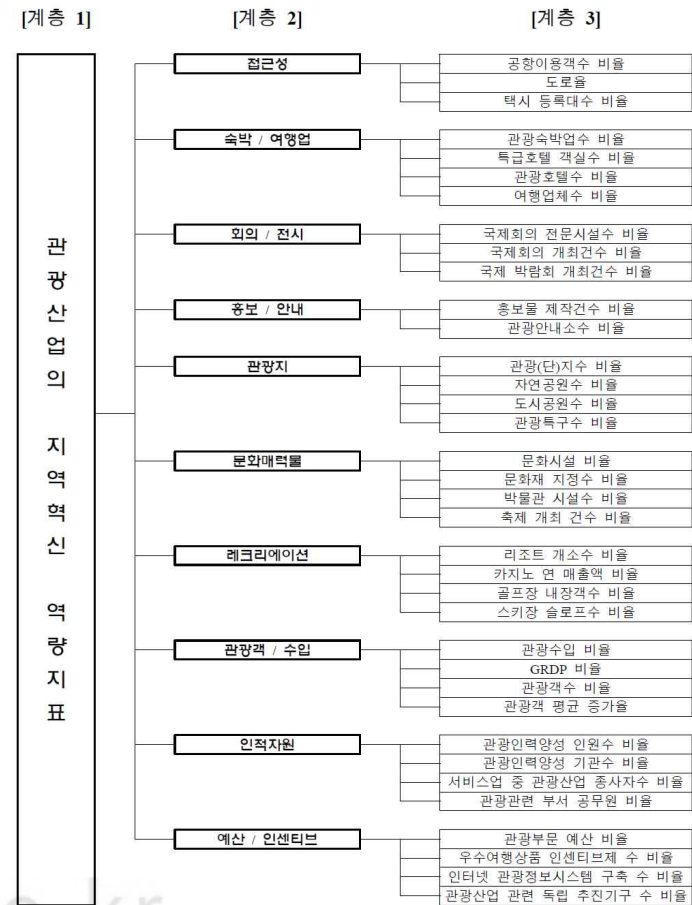 [계층 1] [계층 2] [계층 3]
관광산업의 지역혁신 역량지표
접근성
공항이용객수 비율
도로율
택시 등록대수 비율
숙박 / 여행업
관광숙박업수 비율
특급호텔 객실수 비율
관광호텔수 비율
여행업체수 비율
회의 / 전시
국제회의 전문시설수 비율
국제회의 개최건수 비율
국제 박람회 개최건수 비율
홍보 / 안내
홍보물 제작건수 비율
관광안내소수 비율
관광지
관광(단)지수 비율
자연공원수 비율
도시공원수 비율
관광특구수 비율
문화매력물
문화시설 비율
문화재 지정수 비율
박물관 시설수 비율
축제 개최 건수 비율
레크리에이션
리조트 개소수 비율
카지노 연 매출액 비율
골프장 내장객수 비율
스키장 슬로프수 비율
관광객 / 수입
관광수입 비율
GRDP 비율
관광객수 비율
관광객 평균 증가율
인적자원
관광인력양성 인원수 비율
관광인력양성 기관수 비율
서비스업 중 관광산업 종사자수 비율
관광관련 부서 공무원 비율
예산 / 인센티브
관광부문 예산 비율
우수여행상품 인센티브제 수 비율
인터넷 관광정보시스템 구축 수 비율
관광산업 관련 독립 추진기구 수 비율